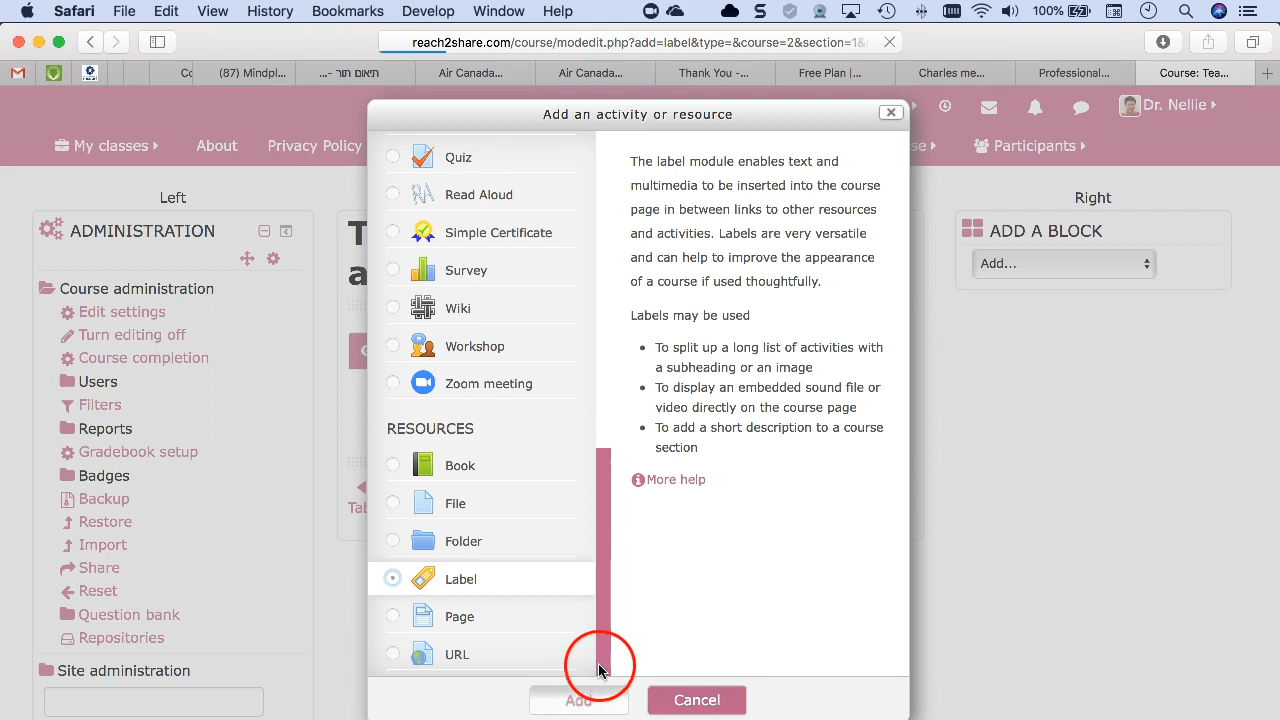 Safari File Edit View History Bookmarks Develop Window Help 100%
reach2share.com/course/modedit.php?add=label&type=&course=2&section=1&
(87) Mindpl... תיאום תור -... Air Canada... Air Canada... Thank You -... Free Plan |... Charles me... Professional... Course: Tea...
Add an activity or resource
Dr. Nellie
My classes About Privacy Policy Participants
Left
ADMINISTRATION
Course administration
Edit settings
Turn editing off
Course completion
Users
Filters
Reports
Gradebook setup
Badges
Backup
Restore
Import
Share
Reset
Question bank
Repositories
Site administration
Quiz
Read Aloud
Simple Certificate
Survey
Wiki
Workshop
Zoom meeting
RESOURCES
Book
File
Folder
Label
Page
URL
The label module enables text and
multimedia to be inserted into the course
page in between links to other resources
and activities. Labels are very versatile
and can help to improve the appearance
of a course if used thoughtfully.
Labels may be used
• To split up a long list of activities with
a subheading or an image
• To display an embedded sound file or
video directly on the course page
• To add a short description to a course
section
More help
Add Cancel
Right
ADD A BLOCK
Add...